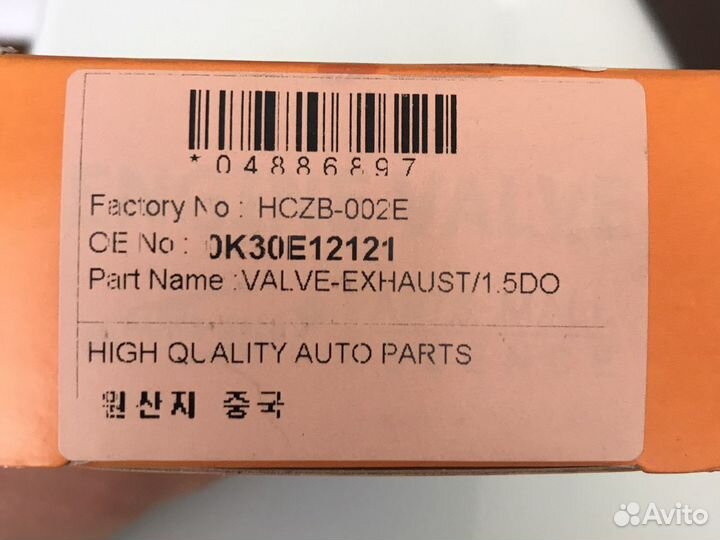 *04886897
Factory No : HCZB-002E
OE No : 0K30E12121
Part Name :VALVE-EXHAUST/1.5DO
HIGH QUALITY AUTO PARTS
원산지 중국
Avito